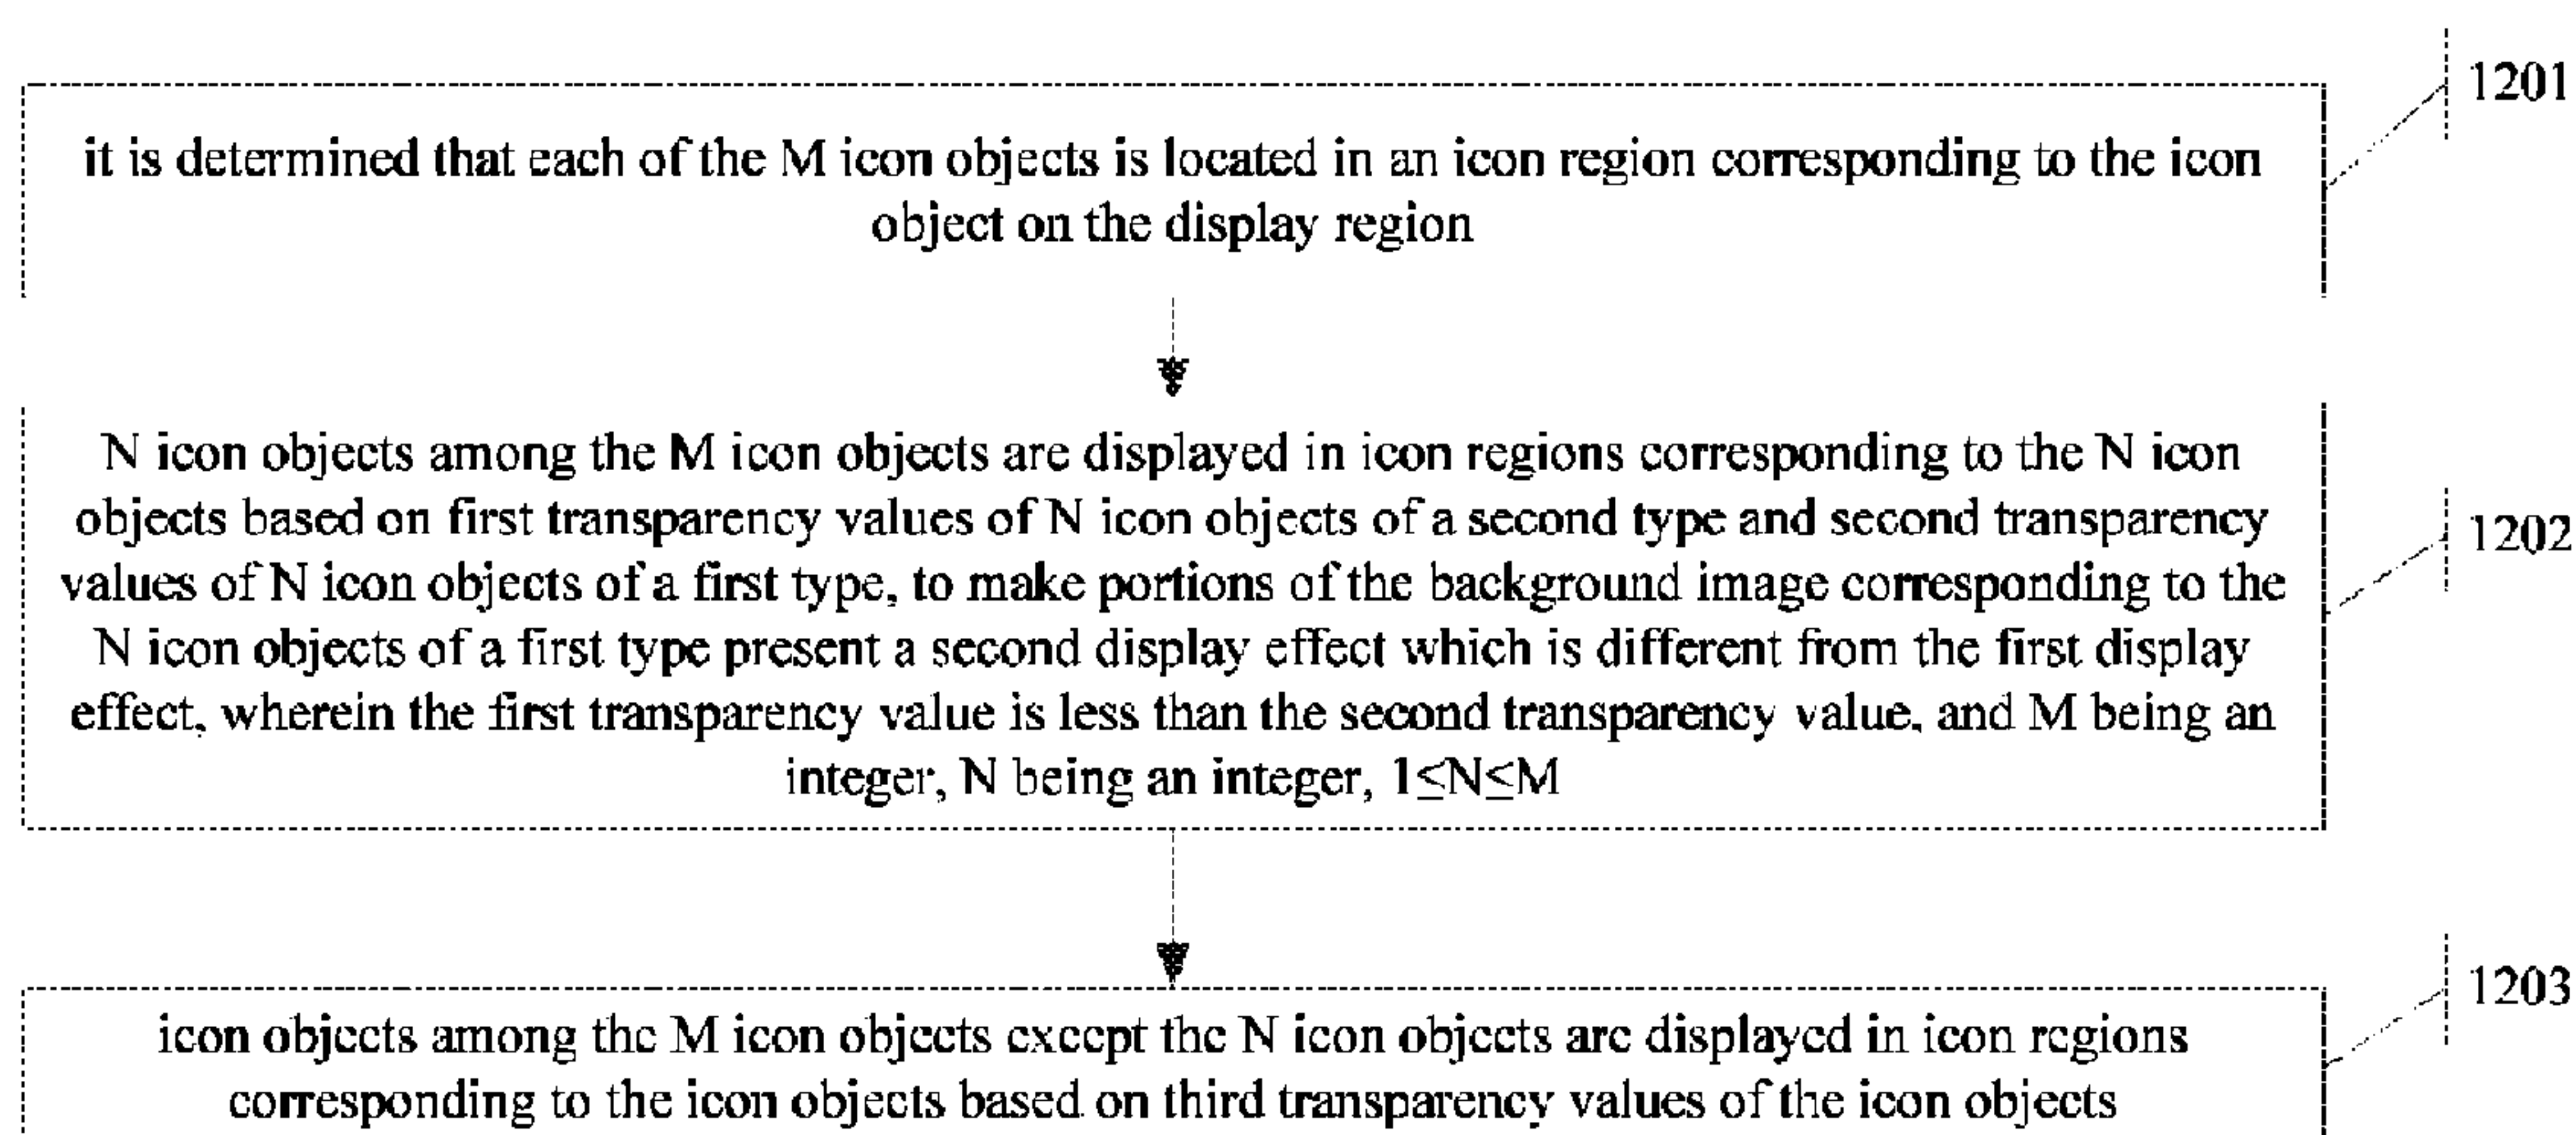 1201
it is determined that each of the M icon objects is located in an icon region corresponding to the icon
object on the display region
N icon objects among the M icon objects are displayed in icon regions corresponding to the N icon
objects based on first transparency values of N icon objects of a second type and second transparency
values of N icon objects of a first type, to make portions of the background image corresponding to the
N icon objects of a first type present a second display effect which is different from the first display
effect, wherein the first transparency value is less than the second transparency value, and M being an
integer, N being an integer, 1≤N≤M
1202
1203
icon objects among the M icon objects except the N icon objects are displayed in icon regions
corresponding to the icon objects based on third transparency values of the icon objects